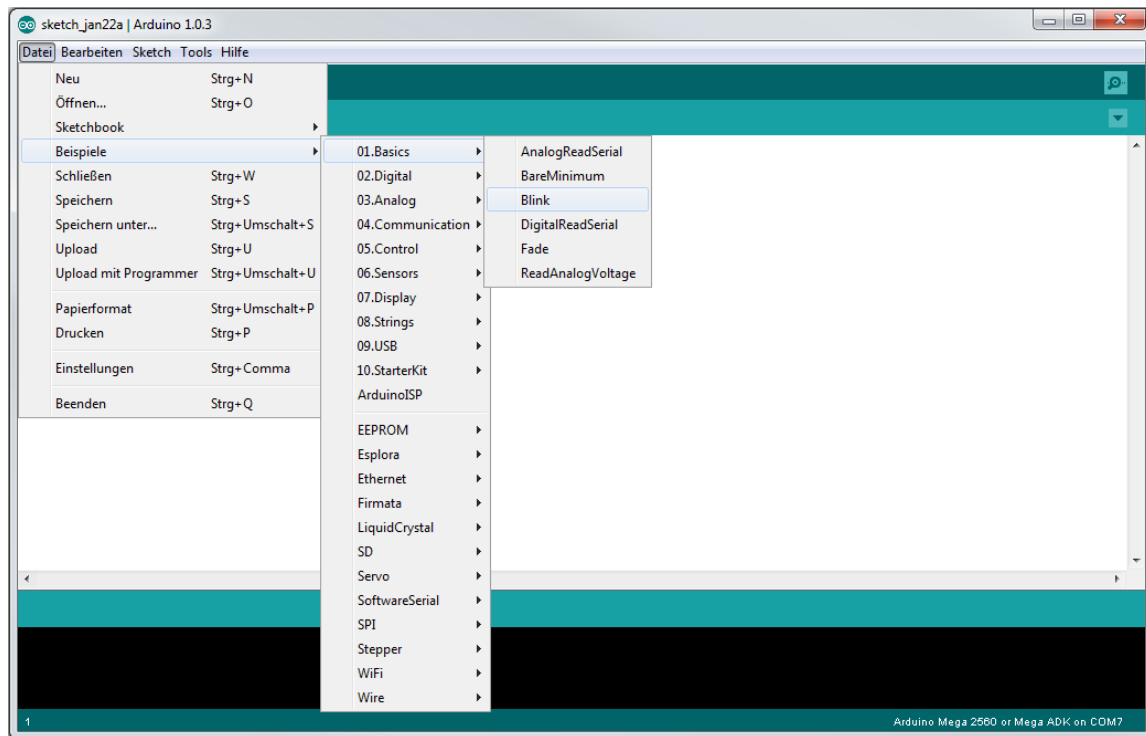 sketch_jan22a | Arduino 1.0.3
Datei Bearbeiten Sketch Tools Hilfe
Neu Strg+N
Öffnen... Strg+O
Sketchbook
Beispiele
Schließen Strg+W
Speichern Strg+S
Speichern unter... Strg+Umschalt+S
Upload Strg+U
Upload mit Programmer Strg+Umschalt+U
Papierformat Strg+Umschalt+P
Drucken Strg+P
Einstellungen Strg+Comma
Beenden Strg+Q
01.Basics
02.Digital
03.Analog
04.Communication
05.Control
06.Sensors
07.Display
08.Strings
09.USB
10.StarterKit
ArduinoISP
EEPROM
Esplora
Ethernet
Firmata
LiquidCrystal
SD
Servo
SoftwareSerial
SPI
Stepper
WiFi
Wire
AnalogReadSerial
BareMinimum
Blink
DigitalReadSerial
Fade
ReadAnalogVoltage
1 Arduino Mega 2560 or Mega ADK on COM7